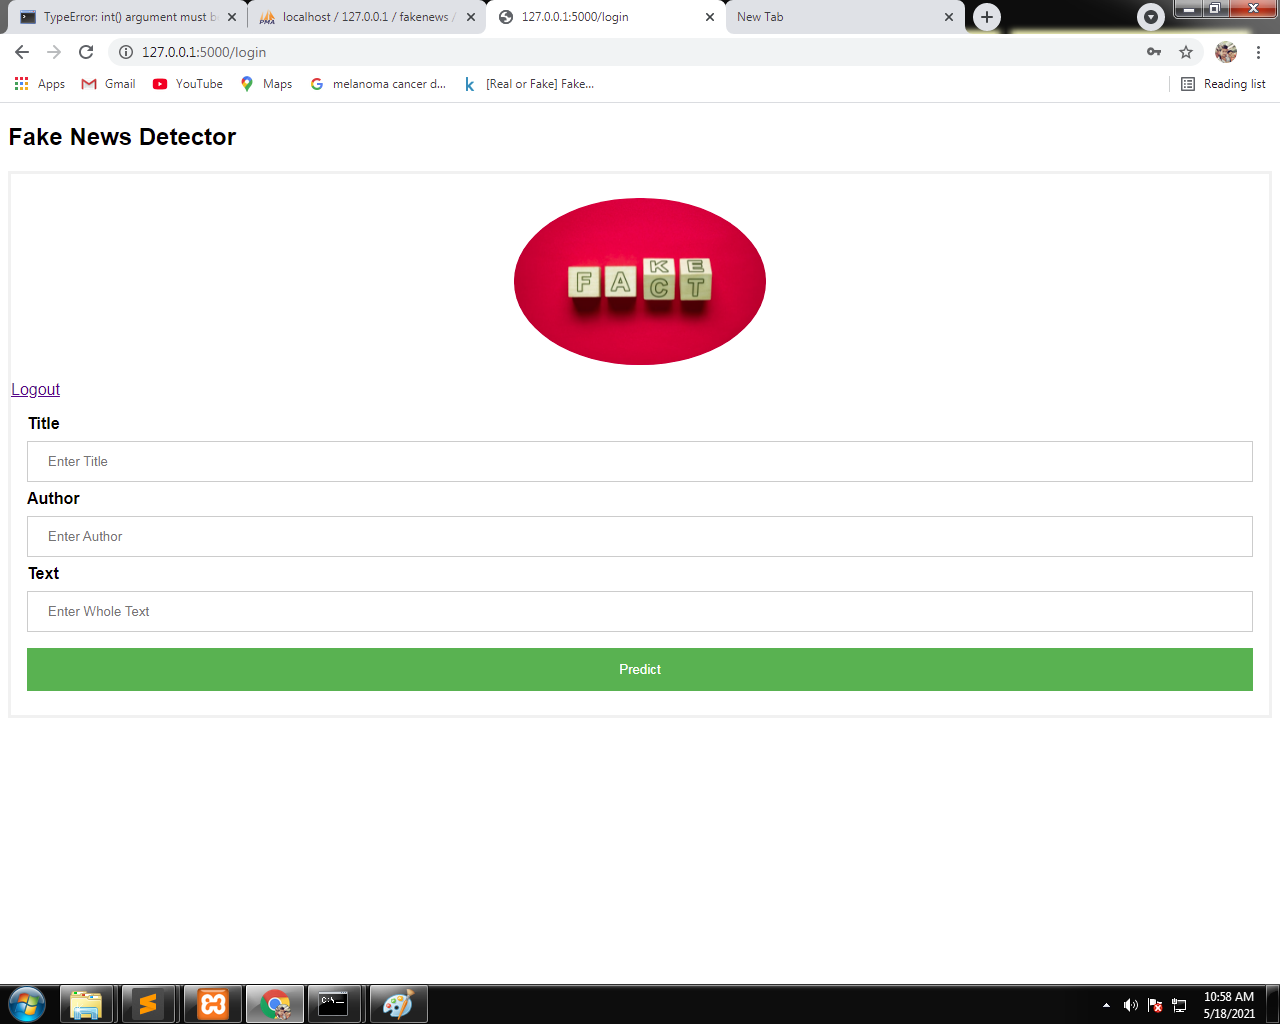 TypeError: int() argument must b
localhost / 127.0.0.1 / fakenews /
127.0.0.1:5000/login
New Tab
127.0.0.1:5000/login
Apps
Gmail
YouTube
Maps
melanoma cancer d...
[Real or Fake] Fake...
Reading list
Fake News Detector
FAKE
CT
Logout
Title
Enter Title
Author
Enter Author
Text
Enter Whole Text
Predict
10:58 AM
5/18/2021